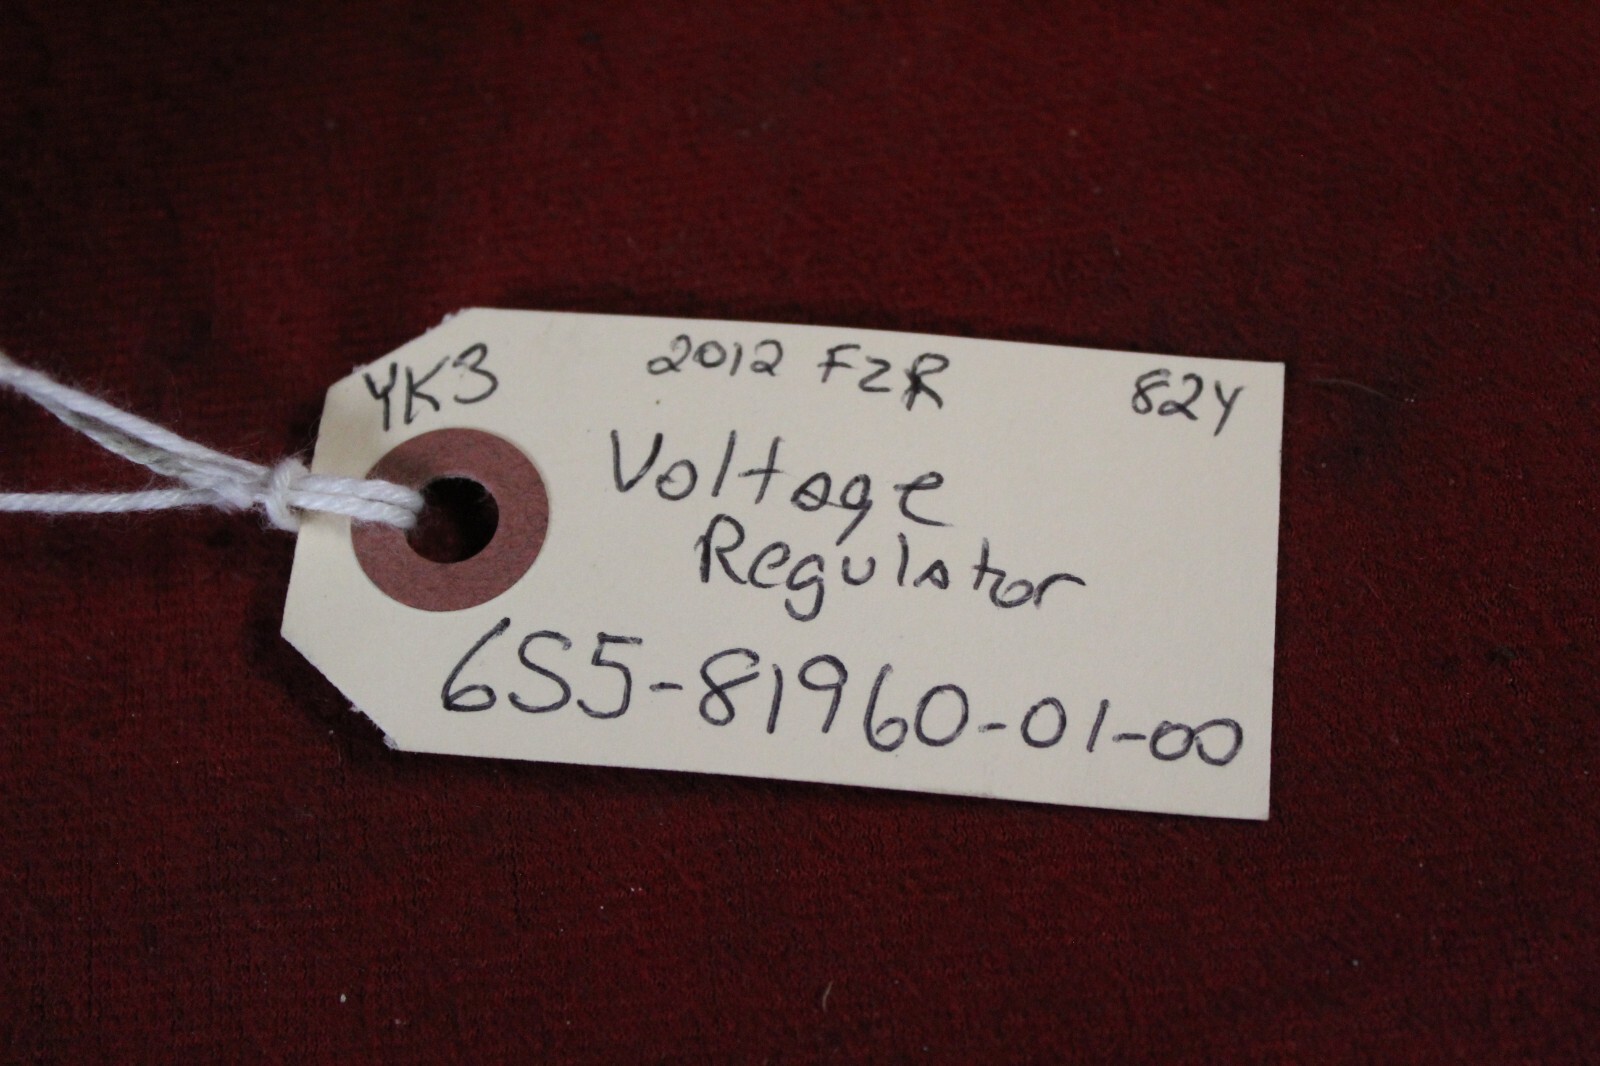 YK3 2012 FZR 82Y
Voltage
Regulator
6S5-81960-01-00